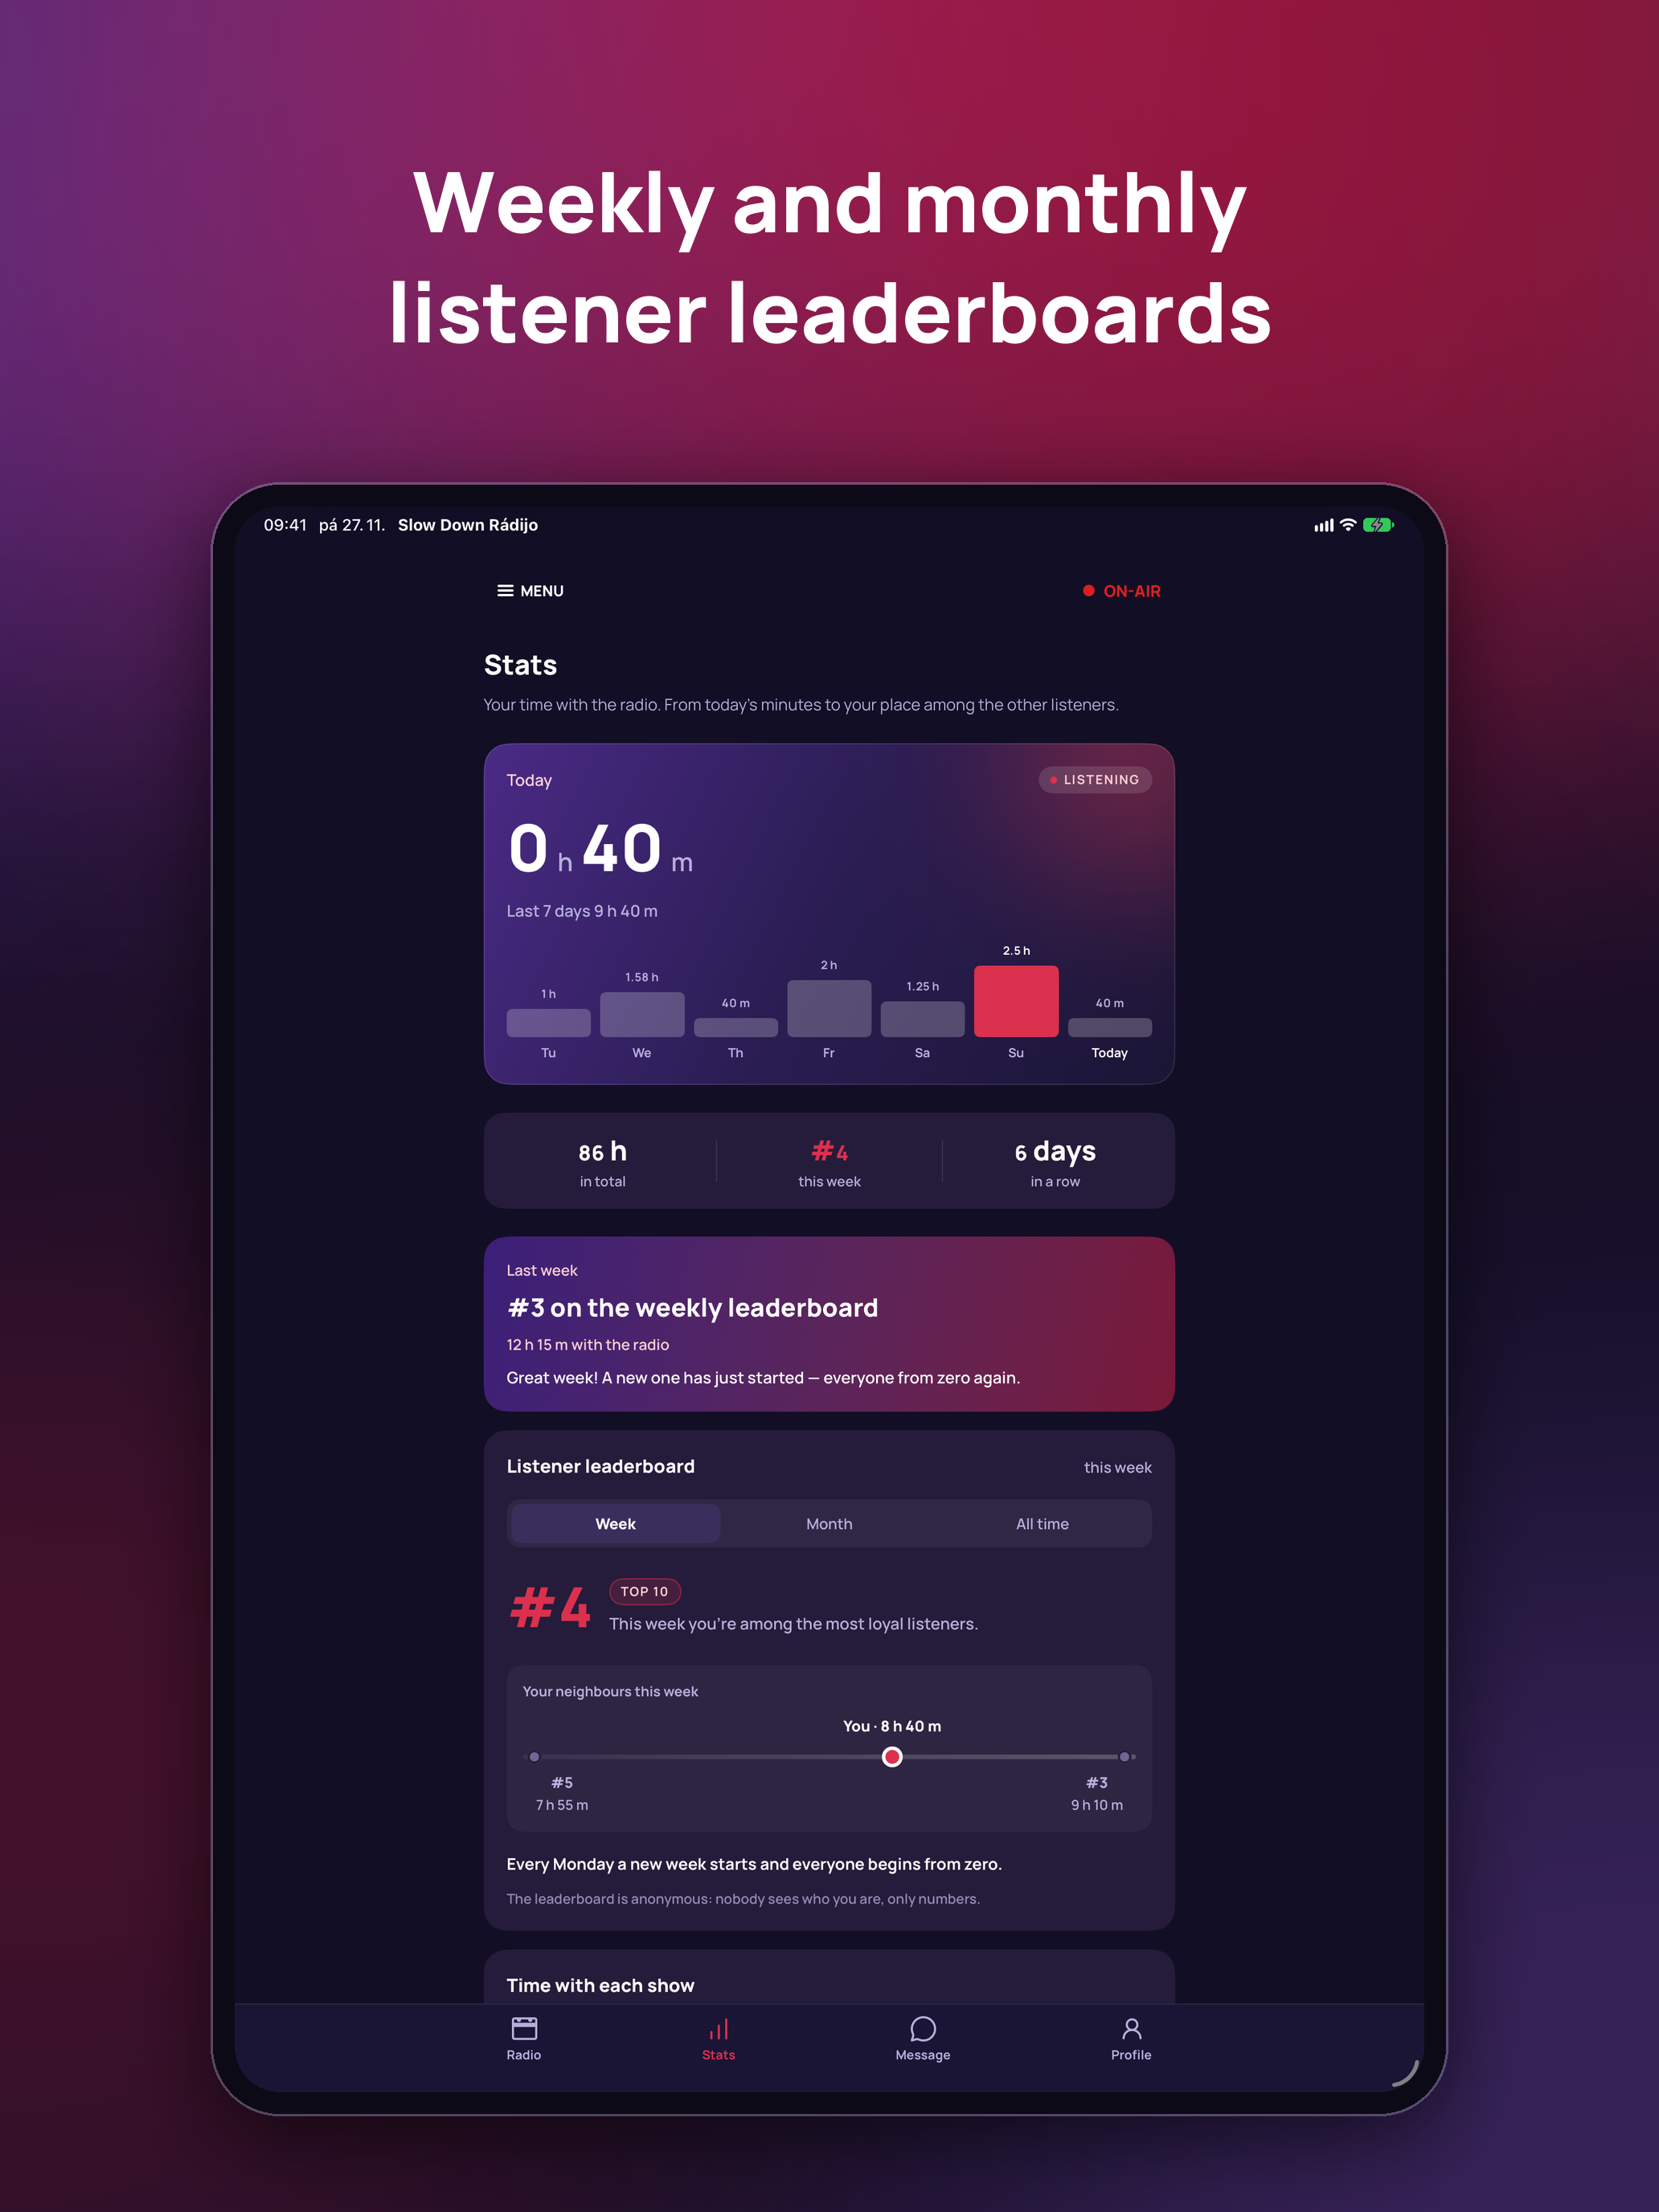 Weekly and monthly
listener leaderboards
09:41 pá 27. 11. Slow Down Rádijo
MENU
ON-AIR
Stats
Your time with the radio. From today's minutes to your place among the other listeners.
Today
LISTENING
0 h 40 m
Last 7 days 9 h 40 m
1 h
1.58 h
40 m
2 h
1.25 h
2.5 h
40 m
Tu
We
Th
Fr
Sa
Su
Today
86 h
in total
#4
this week
6 days
in a row
Last week
#3 on the weekly leaderboard
12 h 15 m with the radio
Great week! A new one has just started — everyone from zero again.
Listener leaderboard
this week
Week
Month
All time
#4
TOP 10
This week you're among the most loyal listeners.
Your neighbours this week
You · 8 h 40 m
#5
7 h 55 m
#3
9 h 10 m
Every Monday a new week starts and everyone begins from zero.
The leaderboard is anonymous: nobody sees who you are, only numbers.
Time with each show
Radio
Stats
Message
Profile